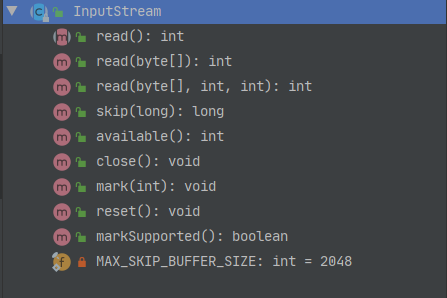 InputStream
read(): int
read(byte[]): int
read(byte[], int, int): int
skip(long): long
available(): int
close(): void
mark(int): void
reset(): void
markSupported(): boolean
MAX_SKIP_BUFFER_SIZE: int = 2048